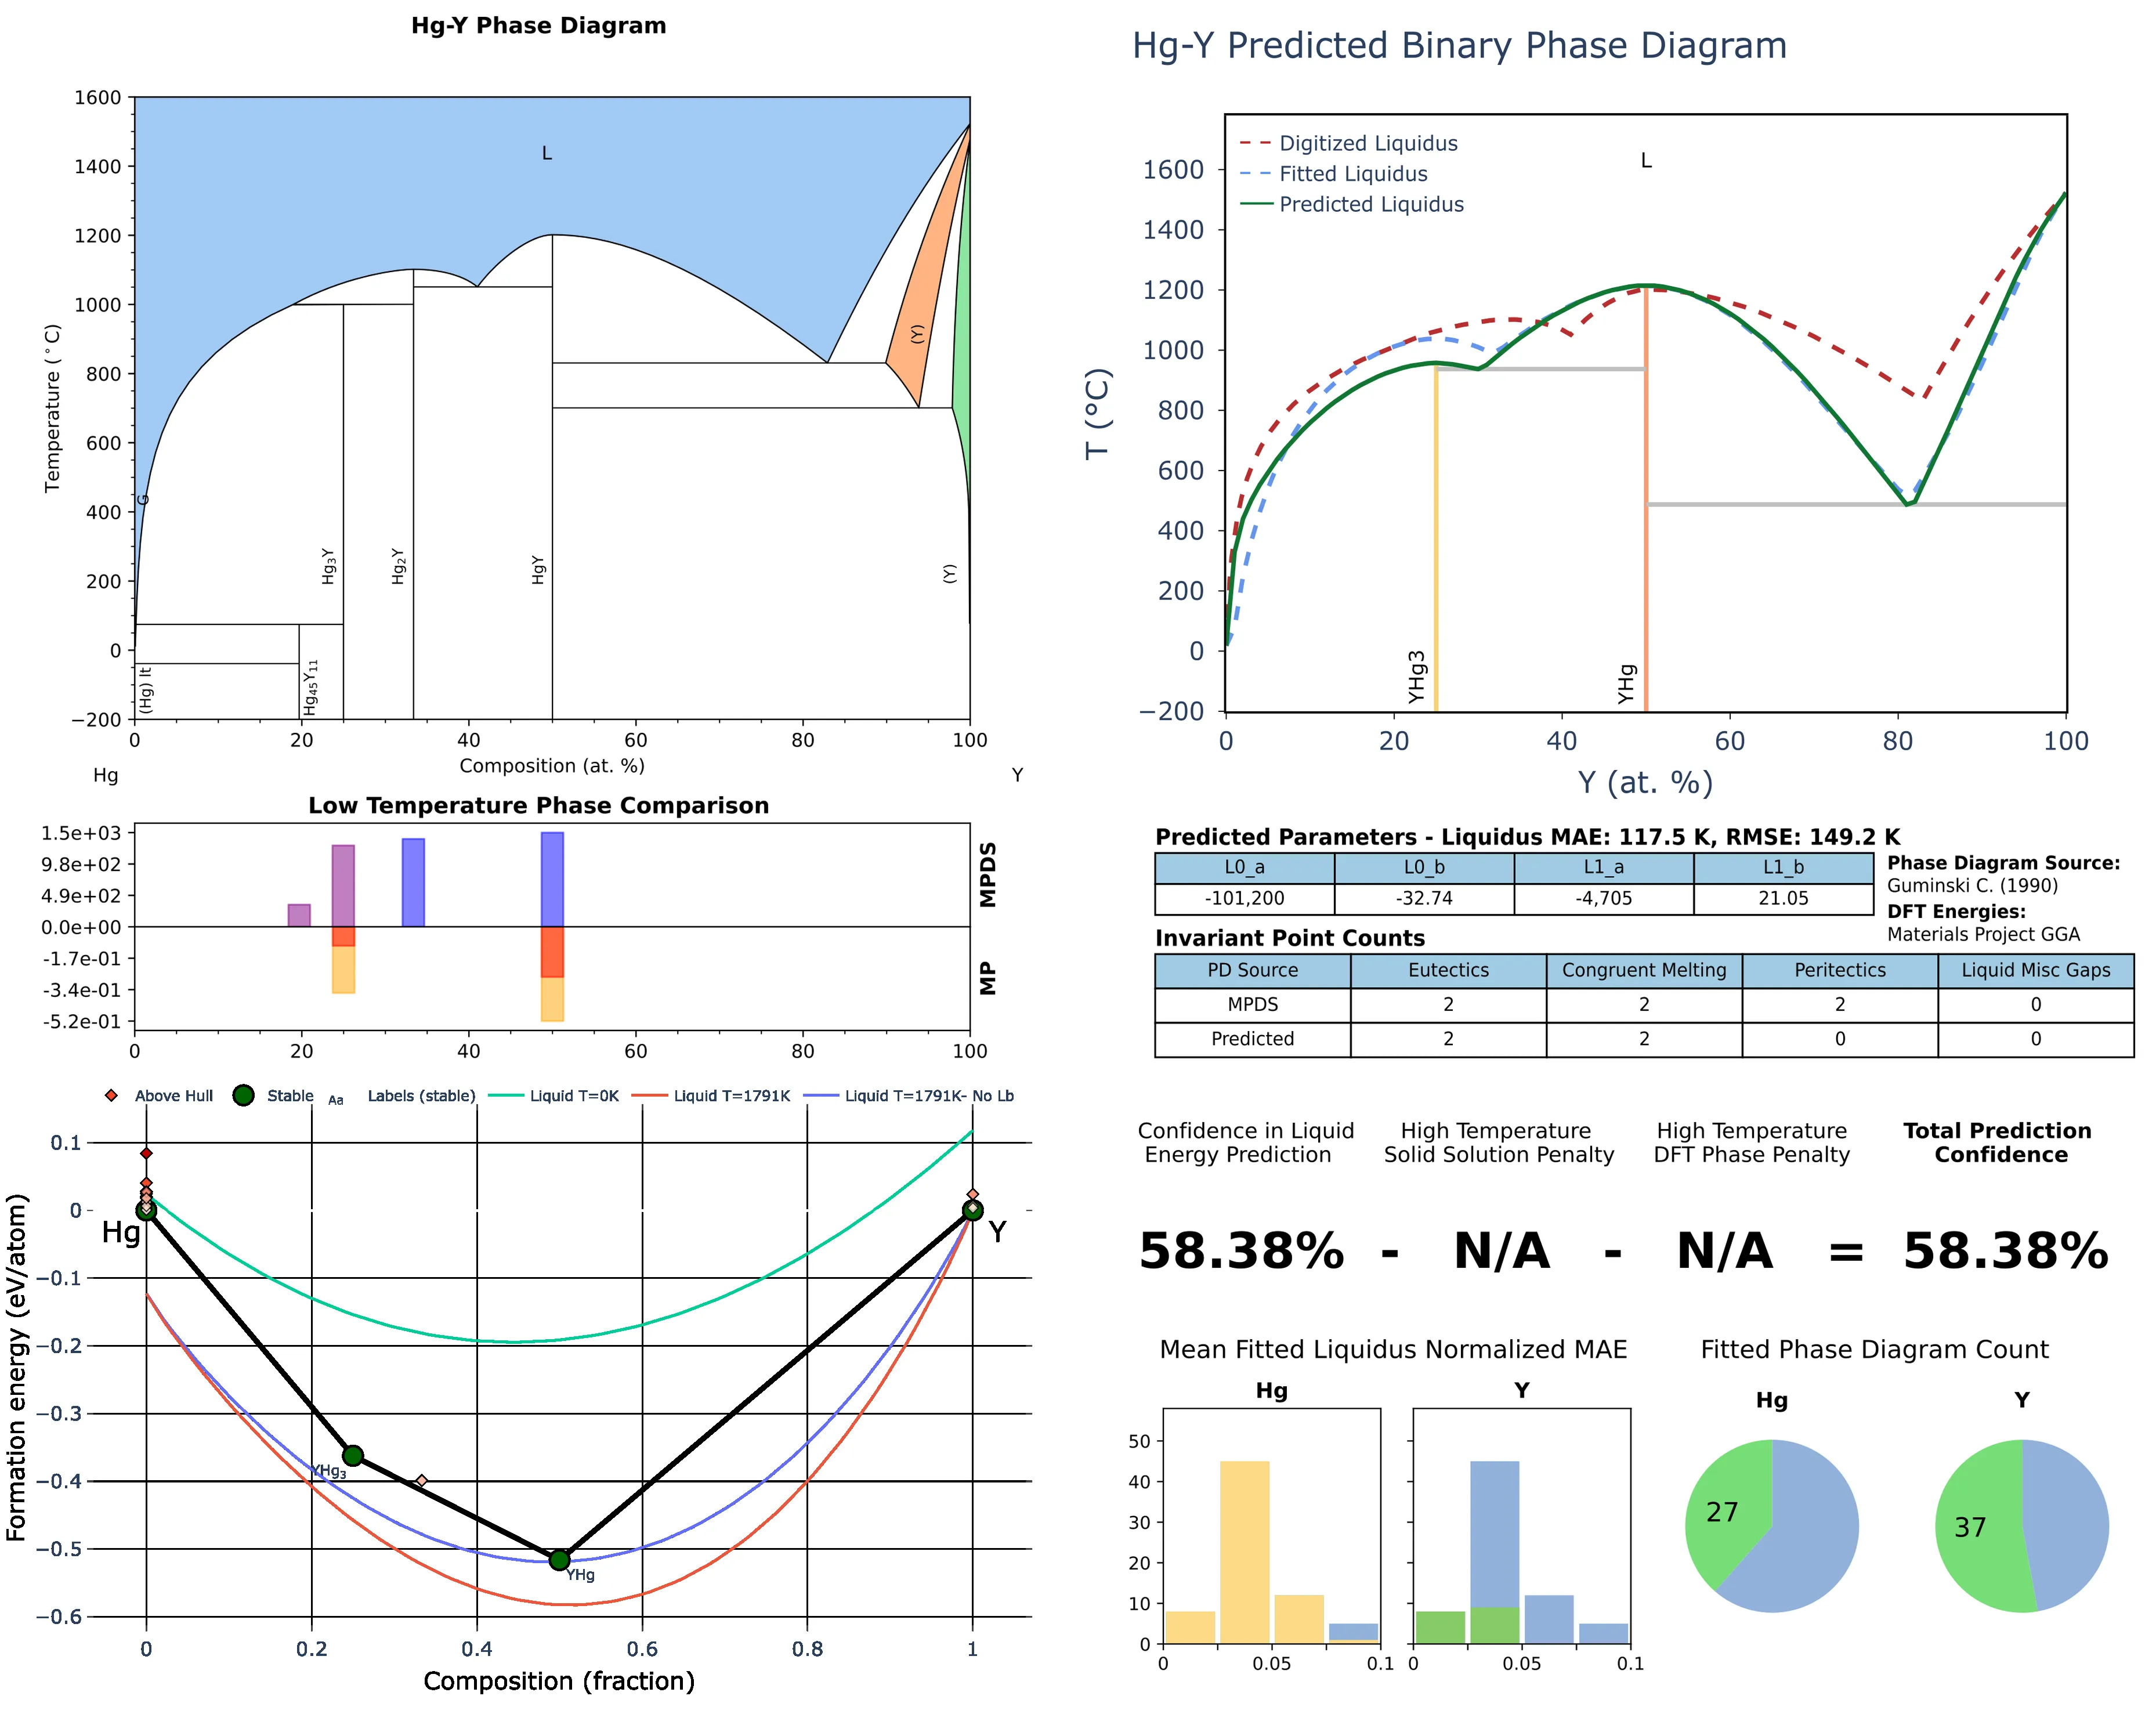 Hg-Y Phase Diagram
1600
1400
1200
1000
800
600
400
200
0
−200
Temperature (°C)
L
G
(Y)
(Y)
Hg3Y
Hg2Y
HgY
Hg45Y11
(Hg) lt
0 20 40 60 80 100
Composition (at. %)
Hg
Y
Low Temperature Phase Comparison
1.5e+03
9.8e+02
4.9e+02
0.0e+00
-1.7e-01
-3.4e-01
-5.2e-01
MPDS
MP
0 20 40 60 80 100
Above Hull Stable Aa Labels (stable) Liquid T=0K Liquid T=1791K Liquid T=1791K- No Lb
0.1
0
−0.1
−0.2
−0.3
−0.4
−0.5
−0.6
Formation energy (eV/atom)
Hg
Y
YHg3
YHg
0 0.2 0.4 0.6 0.8 1
Composition (fraction)
Hg-Y Predicted Binary Phase Diagram
Digitized Liquidus
Fitted Liquidus
Predicted Liquidus
L
1600
1400
1200
1000
800
600
400
200
0
−200
T (°C)
YHg3
YHg
0 20 40 60 80 100
Y (at. %)
Predicted Parameters - Liquidus MAE: 117.5 K, RMSE: 149.2 K
L0_a L0_b L1_a L1_b
-101,200 -32.74 -4,705 21.05
Phase Diagram Source:
Guminski C. (1990)
DFT Energies:
Materials Project GGA
Invariant Point Counts
PD Source Eutectics Congruent Melting Peritectics Liquid Misc Gaps
MPDS 2 2 2 0
Predicted 2 2 0 0
Confidence in Liquid
Energy Prediction
High Temperature
Solid Solution Penalty
High Temperature
DFT Phase Penalty
Total Prediction
Confidence
58.38% - N/A - N/A = 58.38%
Mean Fitted Liquidus Normalized MAE
Hg
Y
50
40
30
20
10
0
0 0.05 0.1
0 0.05 0.1
Fitted Phase Diagram Count
Hg
Y
27
37